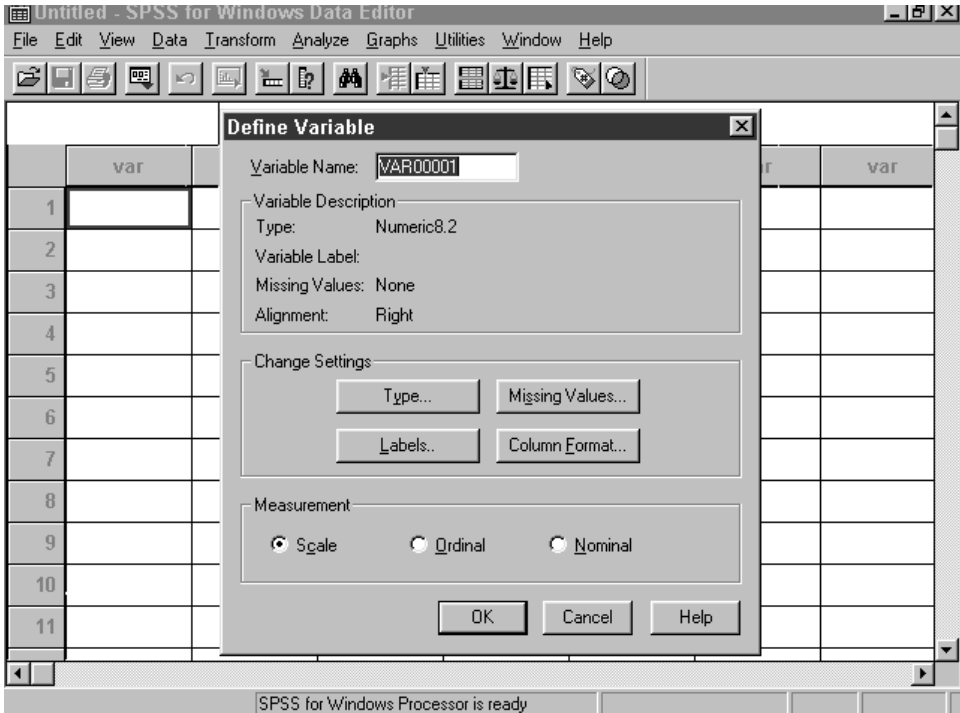 Untitled - SPSS for Windows Data Editor
File Edit View Data Transform Analyze Graphs Utilities Window Help
Define Variable
var
var
Variable Name: VAR00001
Variable Description
Type: Numeric8.2
Variable Label:
Missing Values: None
Alignment: Right
Change Settings
Type... Missing Values...
Labels.. Column Format...
Measurement
Scale Ordinal Nominal
OK Cancel Help
1
2
3
4
5
6
7
8
9
10
11
SPSS for Windows Processor is ready